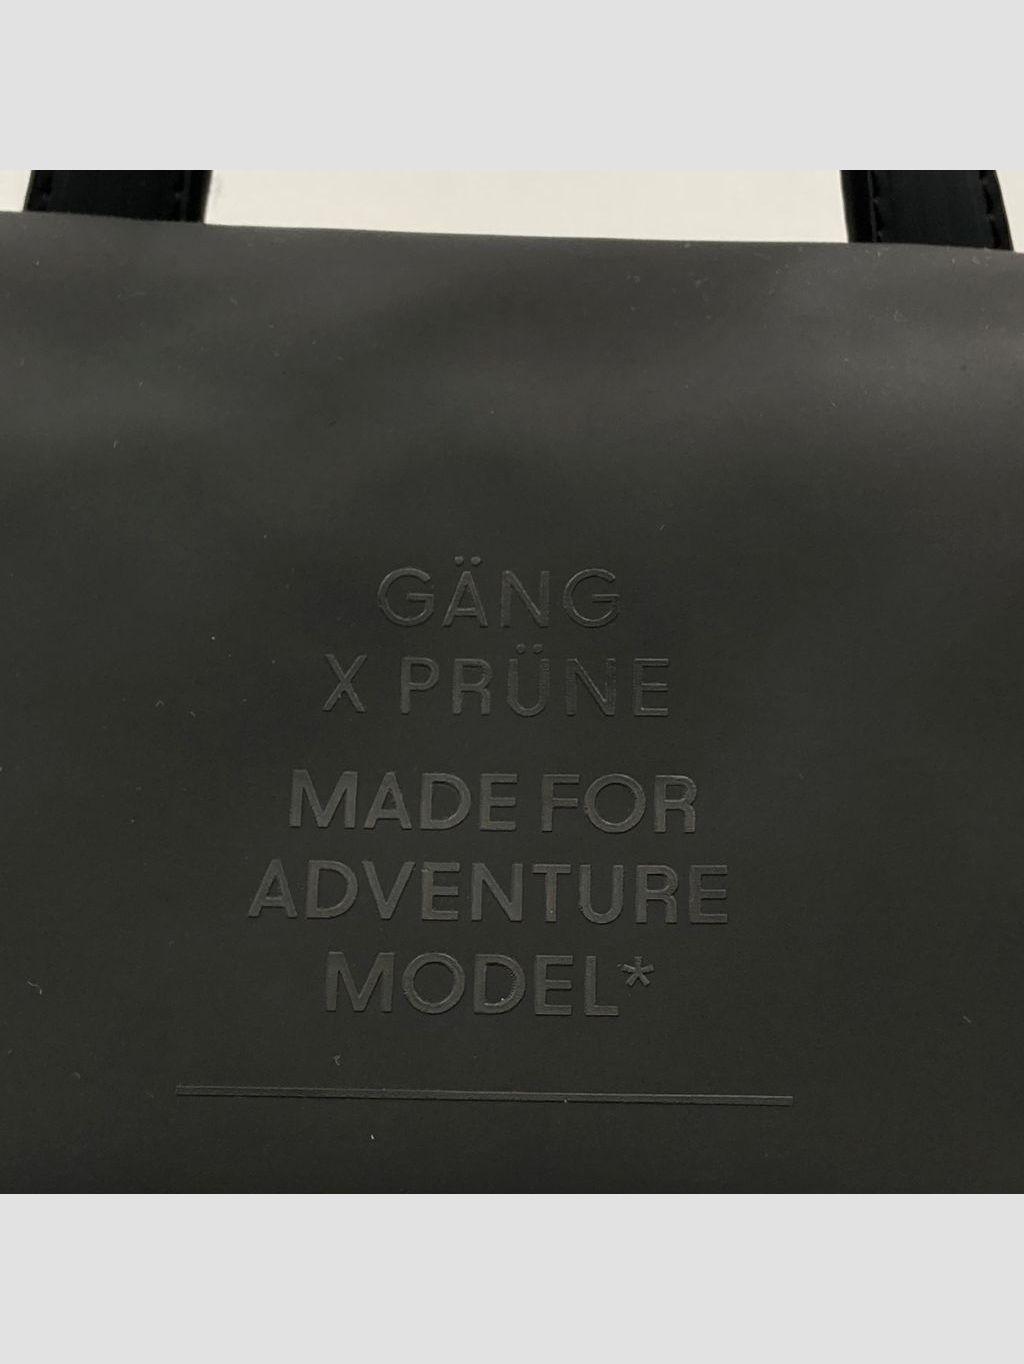 GÄNG
X PRÜNE
MADE FOR
ADVENTURE
MODEL*